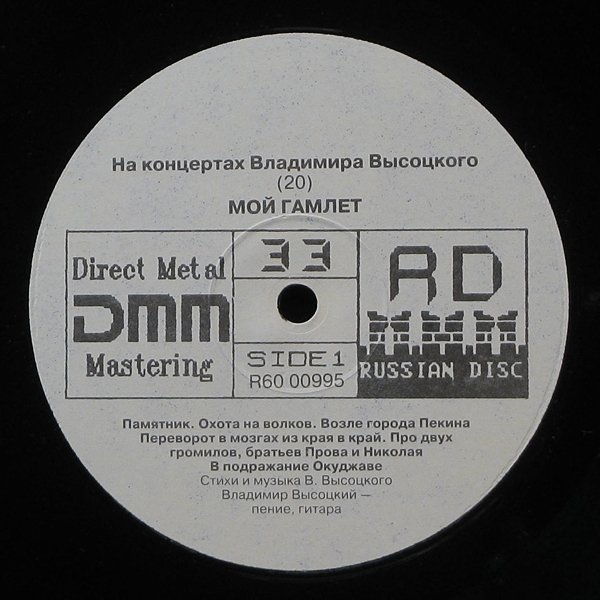 На концертах Владимира Высоцкого
(20)
МОЙ ГАМЛЕТ
Direct Metal
DMM
Mastering
33
SIDE 1
R60 00995
RD
RUSSIAN DISC
Памятник. Охота на волков. Возле города Пекина
Переворот в мозгах из края в край. Про двух
громилов, братьев Прова и Николая
В подражание Окуджаве
Стихи и музыка В. Высоцкого
Владимир Высоцкий —
пение, гитара